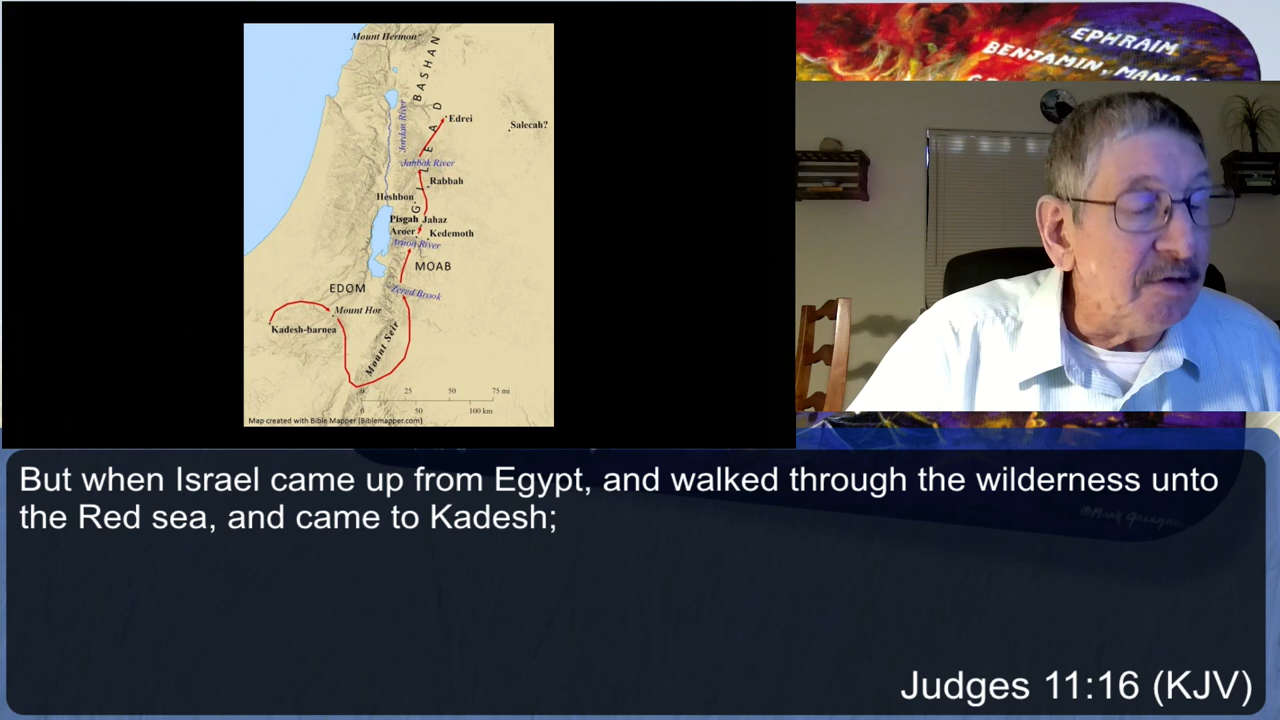 Mount Hermon
BASHAN
Jordan River
GILEAD
Edrei
Salecah?
Jabbok River
Rabbah
Heshbon
Pisgah
Jahaz
Aroer
Kedemoth
Arnon River
MOAB
EDOM
Zered Brook
Mount Hor
Kadesh-barnea
Mount Seir
0 25 50 75 mi
0 50 100 km
Map created with Bible Mapper (Biblemapper.com)
EPHRAIM
BENJAMIN, MANAS
But when Israel came up from Egypt, and walked through the wilderness unto
the Red sea, and came to Kadesh;
Judges 11:16 (KJV)